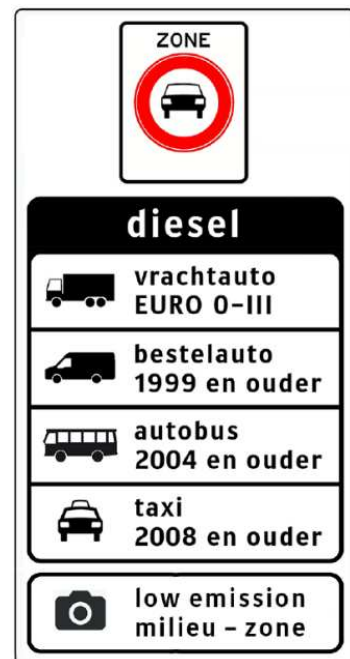 ZONE
diesel
vrachtauto
EURO 0-III
bestelauto
1999 en ouder
autobus
2004 en ouder
taxi
2008 en ouder
low emission
milieu - zone